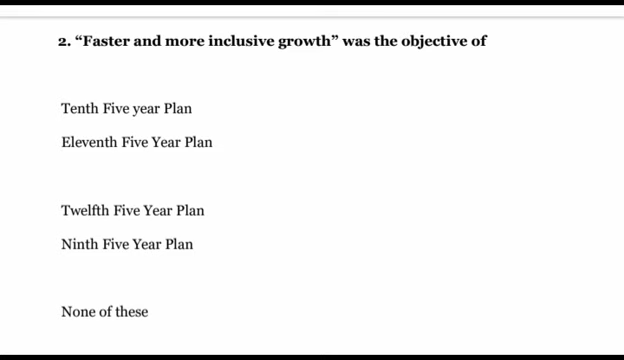 2. “Faster and more inclusive growth” was the objective of
Tenth Five year Plan
Eleventh Five Year Plan
Twelfth Five Year Plan
Ninth Five Year Plan
None of these